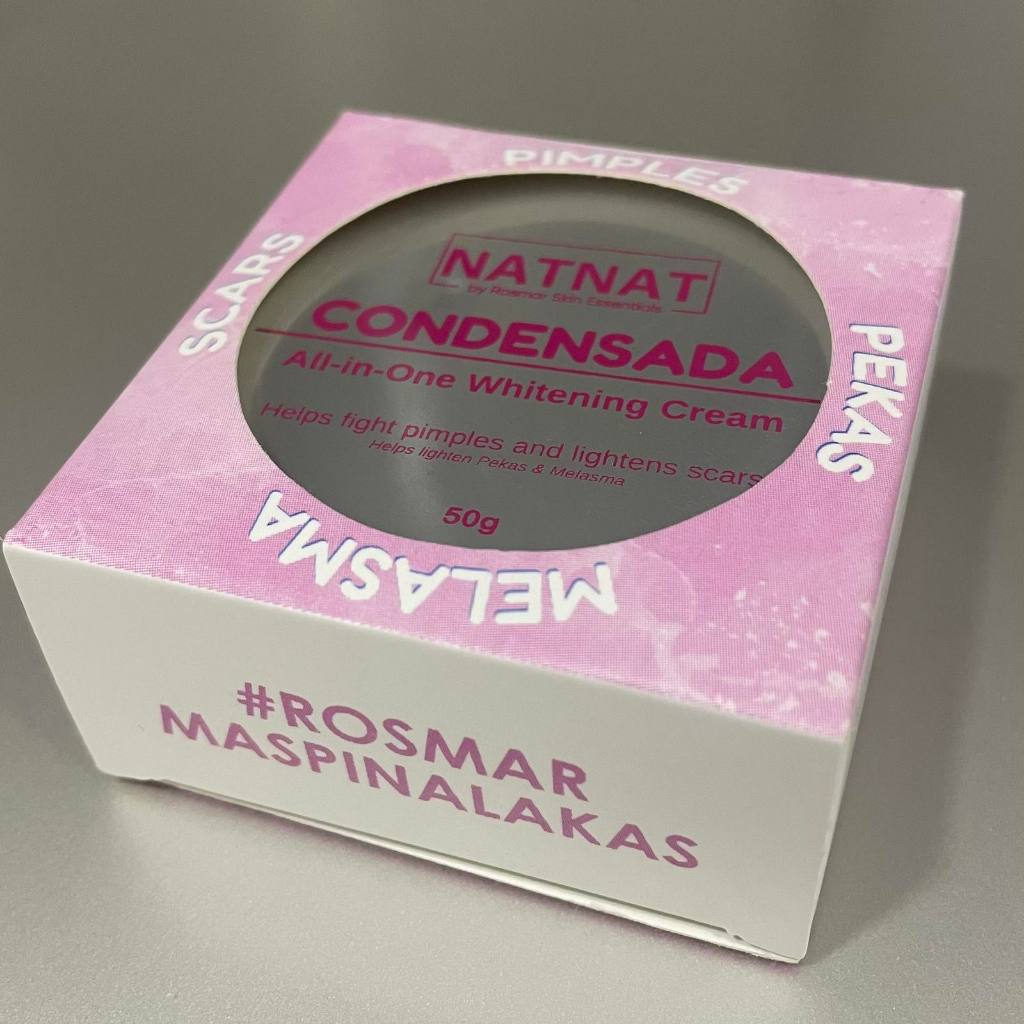 PIMPLES
SCARS
PEKAS
MELASMA
NATNAT
by Rosmar Skin Essentials
CONDENSADA
All-in-One Whitening Cream
Helps fight pimples and lightens scars
Helps lighten Pekas & Melasma
50g
#ROSMAR
MASPINALAKAS